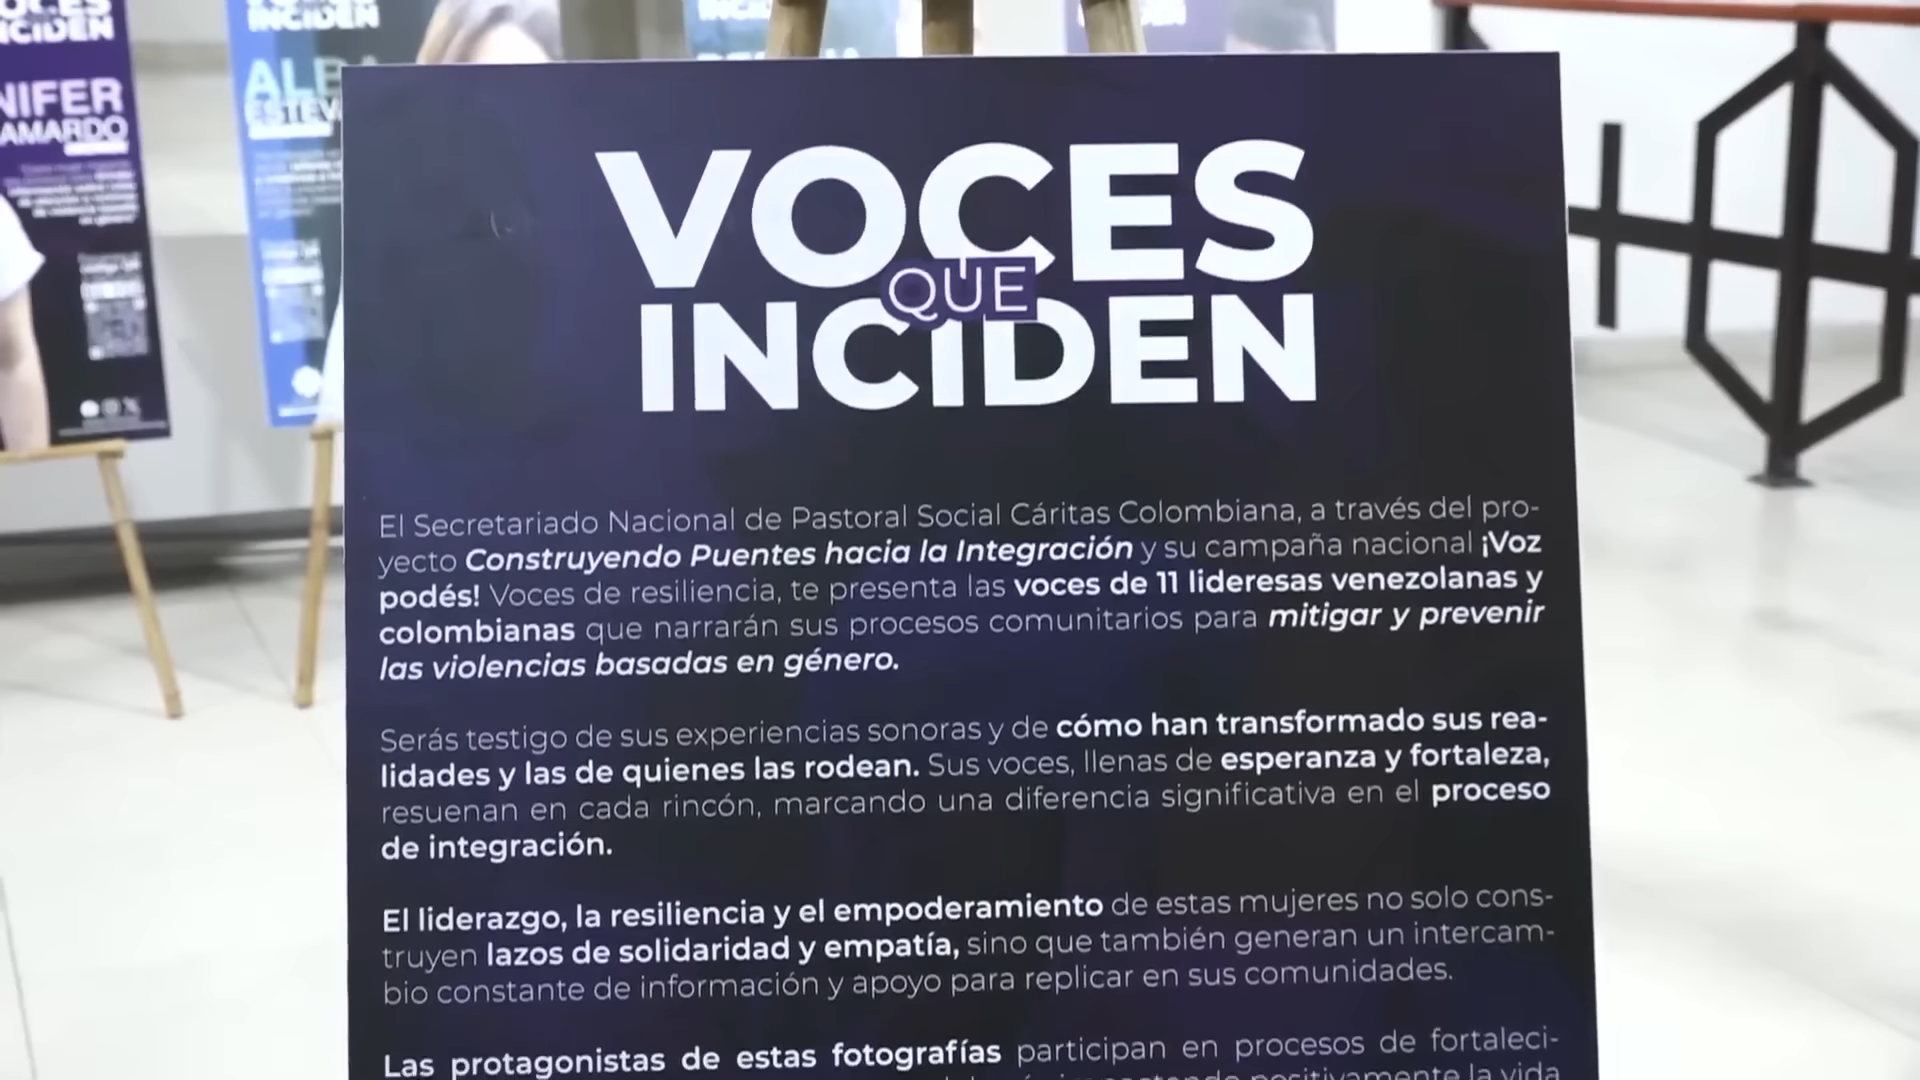 VOCES
QUE
INCIDEN
El Secretariado Nacional de Pastoral Social Cáritas Colombiana, a través del pro-
yecto Construyendo Puentes hacia la Integración y su campaña nacional ¡Voz
podés! Voces de resiliencia, te presenta las voces de 11 lideresas venezolanas y
colombianas que narrarán sus procesos comunitarios para mitigar y prevenir
las violencias basadas en género.
Serás testigo de sus experiencias sonoras y de cómo han transformado sus rea-
lidades y las de quienes las rodean. Sus voces, llenas de esperanza y fortaleza,
resuenan en cada rincón, marcando una diferencia significativa en el proceso
de integración.
El liderazgo, la resiliencia y el empoderamiento de estas mujeres no solo cons-
truyen lazos de solidaridad y empatía, sino que también generan un intercam-
bio constante de información y apoyo para replicar en sus comunidades.
Las protagonistas de estas fotografías participan en procesos de fortaleci-
positivamente la vida
INCIDEN
NIFER
AMARDO
INCIDEN
ALBA
ESTEV